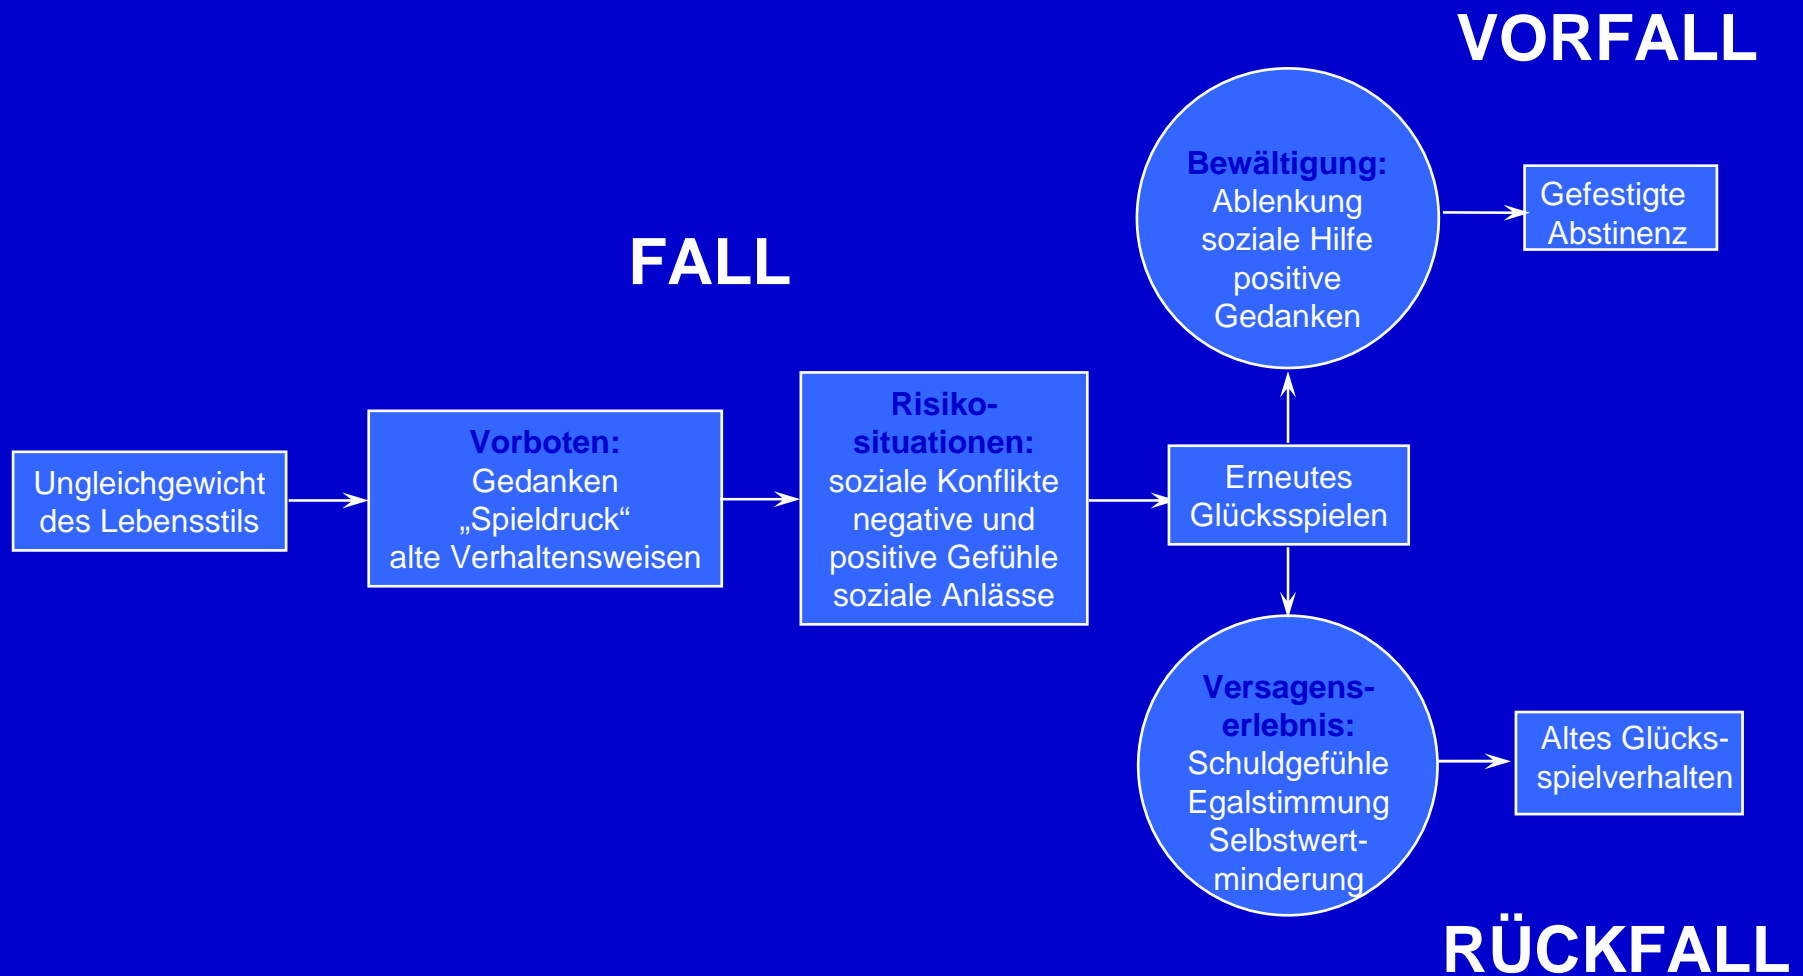 VORFALL
Bewältigung:
Ablenkung
soziale Hilfe
positive
Gedanken
Gefestigte
Abstinenz
FALL
Ungleichgewicht
des Lebensstils
Vorboten:
Gedanken
„Spieldruck“
alte Verhaltensweisen
Risiko-
situationen:
soziale Konflikte
negative und
positive Gefühle
soziale Anlässe
Erneutes
Glücksspielen
Versagens-
erlebnis:
Schuldgefühle
Egalstimmung
Selbstwert-
minderung
Altes Glücks-
spielverhalten
RÜCKFALL